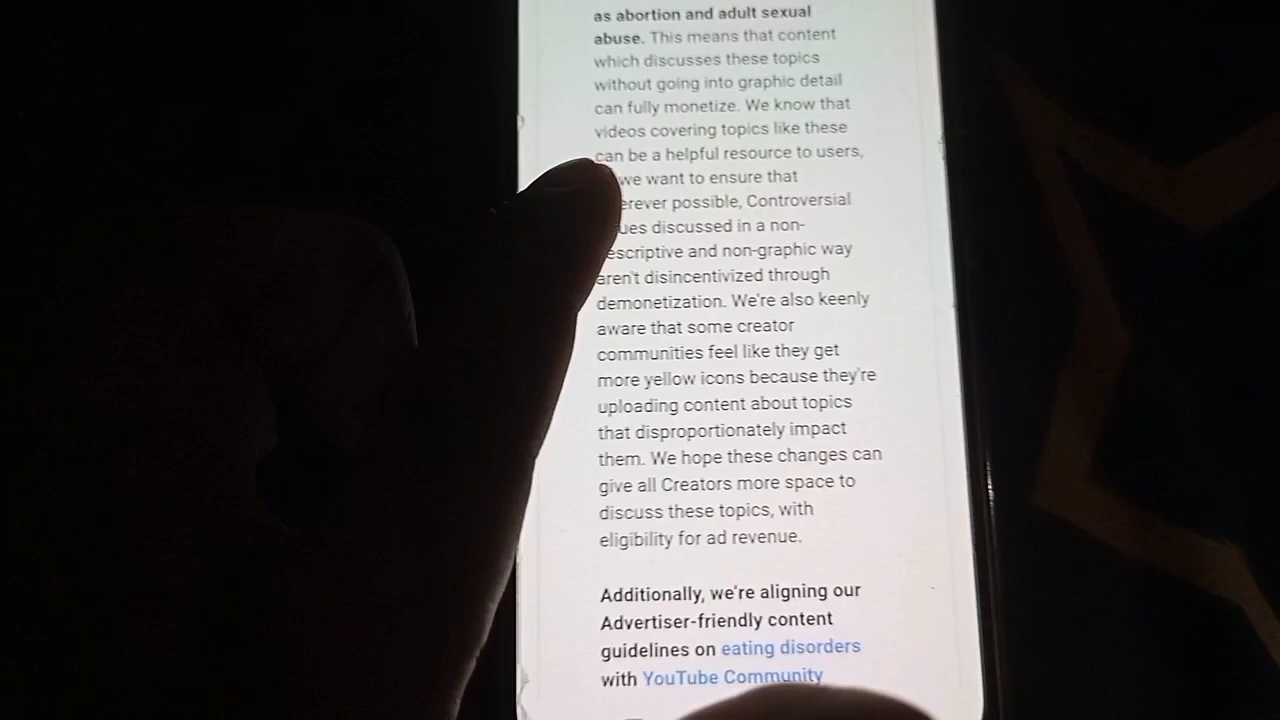 as abortion and adult sexual
abuse. This means that content
which discusses these topics
without going into graphic detail
can fully monetize. We know that
videos covering topics like these
can be a helpful resource to users,
we want to ensure that
erever possible, Controversial
ues discussed in a non-
escriptive and non-graphic way
aren't disincentivized through
demonetization. We're also keenly
aware that some creator
communities feel like they get
more yellow icons because they're
uploading content about topics
that disproportionately impact
them. We hope these changes can
give all Creators more space to
discuss these topics, with
eligibility for ad revenue.
Additionally, we're aligning our
Advertiser-friendly content
guidelines on eating disorders
with YouTube Community